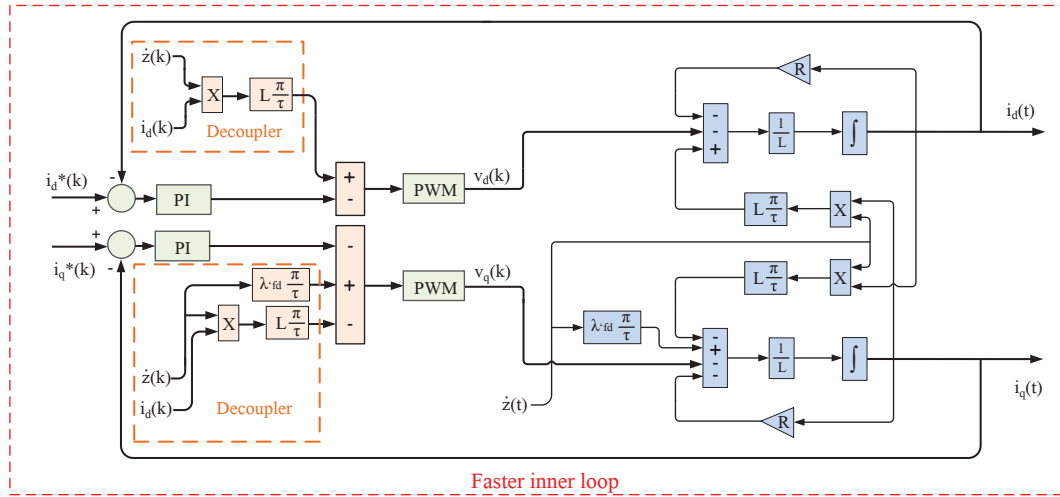 ż(k)
X
L π/τ
i_d(k)
Decoupler
i_d*(k)
-
+
PI
+
-
PWM
v_d(k)
R
-
-
+
1/L
∫
i_d(t)
L π/τ
X
i_q*(k)
+
-
PI
-
+
-
PWM
v_q(k)
λ'fd π/τ
X
L π/τ
ż(k)
i_d(k)
Decoupler
L π/τ
X
λ'fd π/τ
-
+
-
-
1/L
∫
i_q(t)
ż(t)
R
Faster inner loop